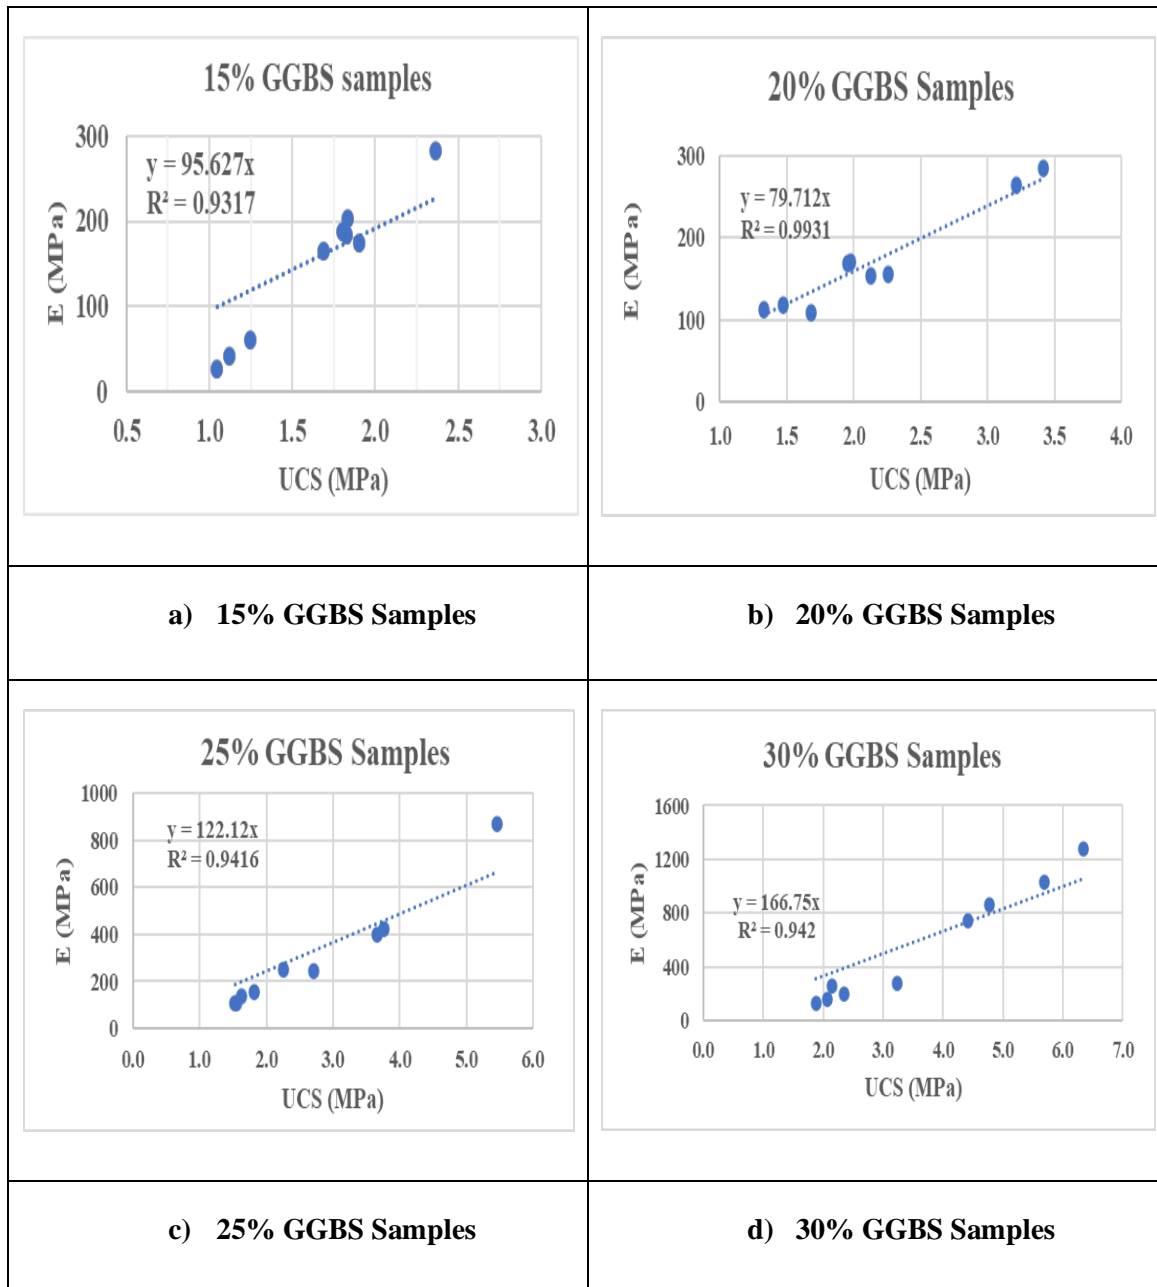 15% GGBS samples
300
y = 95.627x
R² = 0.9317
200
E (MPa)
100
0
0.5 1.0 1.5 2.0 2.5 3.0
UCS (MPa)
20% GGBS Samples
300
y = 79.712x
R² = 0.9931
200
E (MPa)
100
0
1.0 1.5 2.0 2.5 3.0 3.5 4.0
UCS (MPa)
a) 15% GGBS Samples
b) 20% GGBS Samples
25% GGBS Samples
1000
y = 122.12x
800
R² = 0.9416
600
E (MPa)
400
200
0
0.0 1.0 2.0 3.0 4.0 5.0 6.0
UCS (MPa)
30% GGBS Samples
1600
1200
y = 166.75x
800
R² = 0.942
E (MPa)
400
0
0.0 1.0 2.0 3.0 4.0 5.0 6.0 7.0
UCS (MPa)
c) 25% GGBS Samples
d) 30% GGBS Samples